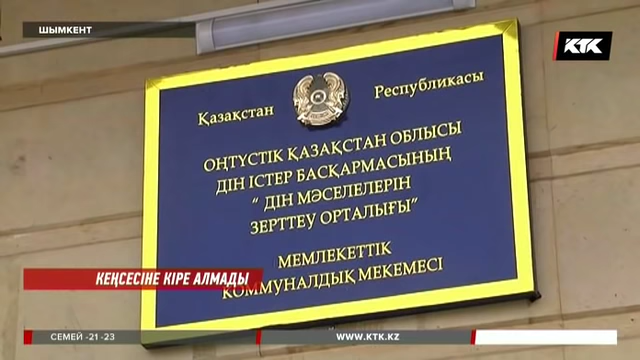 ШЫМКЕНТ
КТК
Қазақстан Республикасы
ОҢТҮСТІК ҚАЗАҚСТАН ОБЛЫСЫ
ДІН ІСТЕР БАСҚАРМАСЫНЫҢ
“ ДІН МӘСЕЛЕЛЕРІН
ЗЕРТТЕУ ОРТАЛЫҒЫ”
МЕМЛЕКЕТТІК
КОММУНАЛДЫҚ МЕКЕМЕСІ
КЕҢСЕСІНЕ КІРЕ АЛМАДЫ
СЕМЕЙ -21 -23
WWW.KTK.KZ